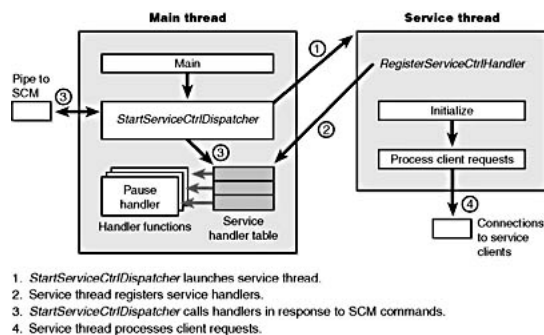 Main thread
Service thread
Main
Pipe to
SCM
3
StartServiceCtrlDispatcher
1
2
3
RegisterServiceCtrlHandler
Initialize
Process client requests
Pause
handler
Handler functions
Service
handler table
4
Connections
to service
clients
1. StartServiceCtrlDispatcher launches service thread.
2. Service thread registers service handlers.
3. StartServiceCtrlDispatcher calls handlers in response to SCM commands.
4. Service thread processes client requests.